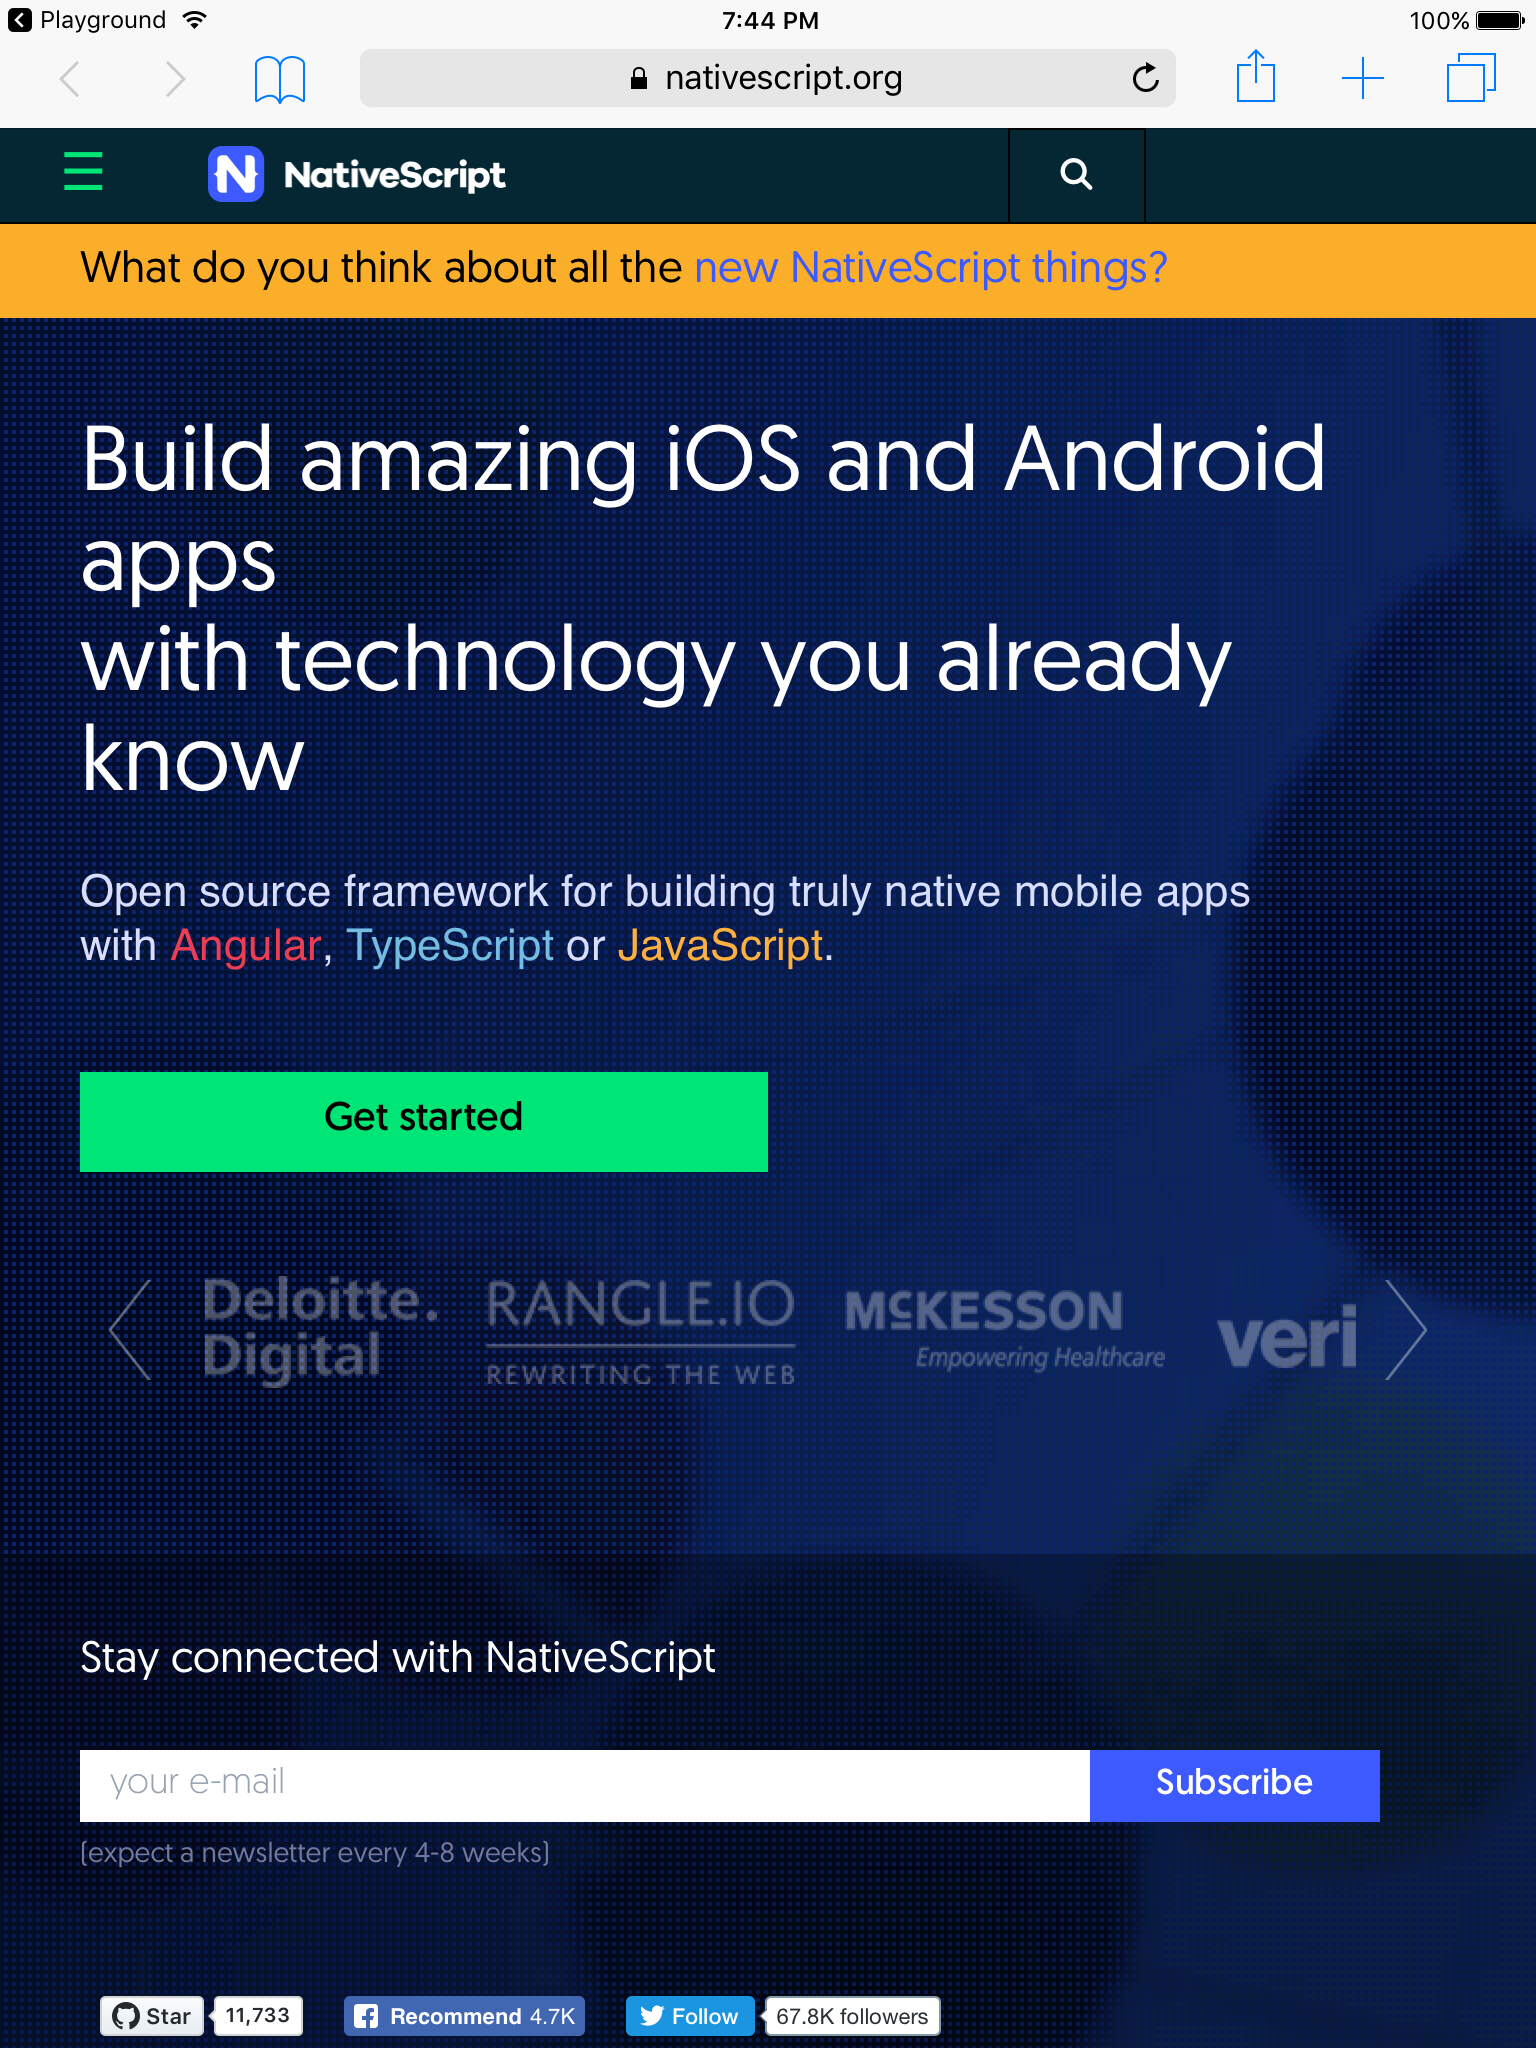 Playground
7:44 PM
100%
nativescript.org
N NativeScript
What do you think about all the new NativeScript things?
Build amazing iOS and Android
apps
with technology you already
know
Open source framework for building truly native mobile apps
with Angular, TypeScript or JavaScript.
Get started
Deloitte.
Digital
RANGLE.IO
REWRITING THE WEB
McKESSON
Empowering Healthcare
veri
Stay connected with NativeScript
your e-mail
Subscribe
(expect a newsletter every 4-8 weeks)
Star 11,733
Recommend 4.7K
Follow 67.8K followers